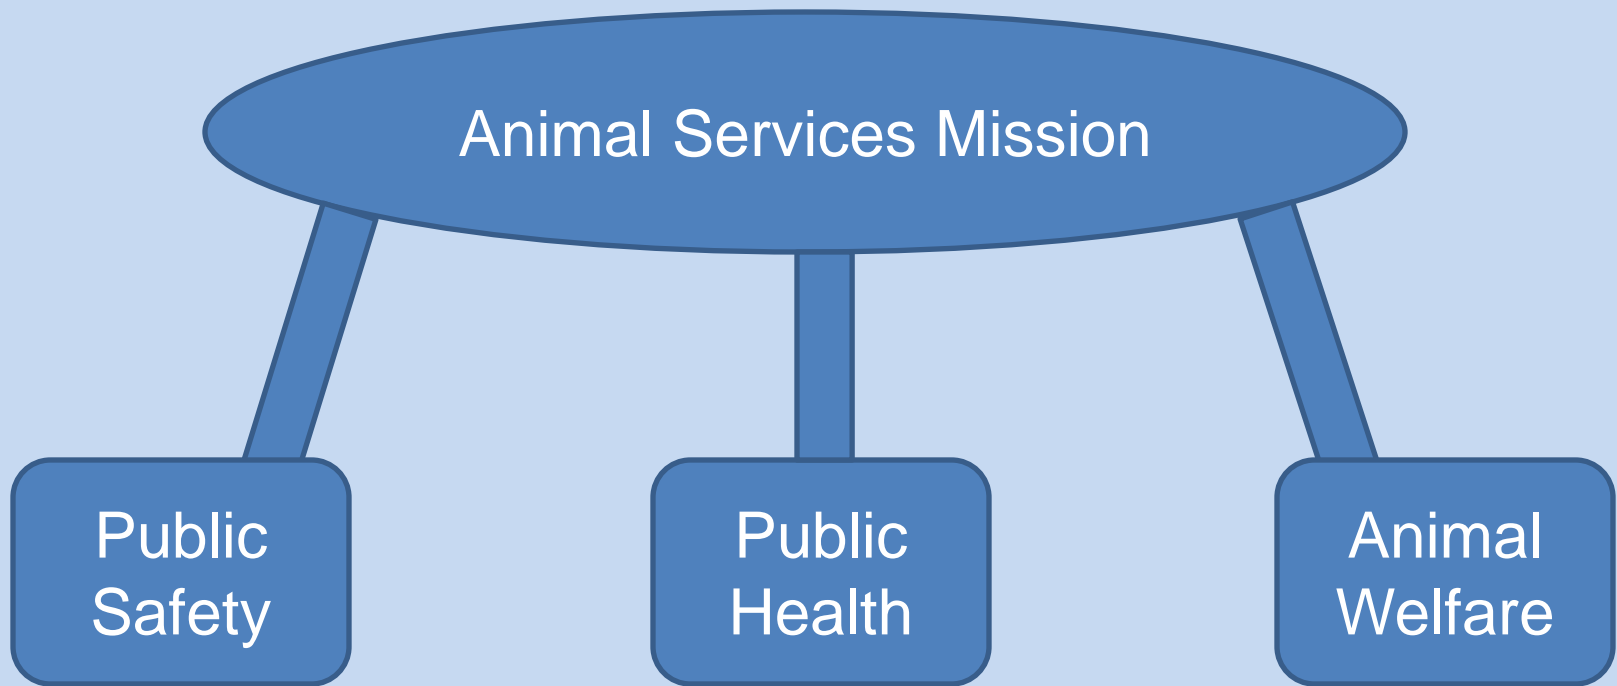 Animal Services Mission
Public
Safety
Public
Health
Animal
Welfare